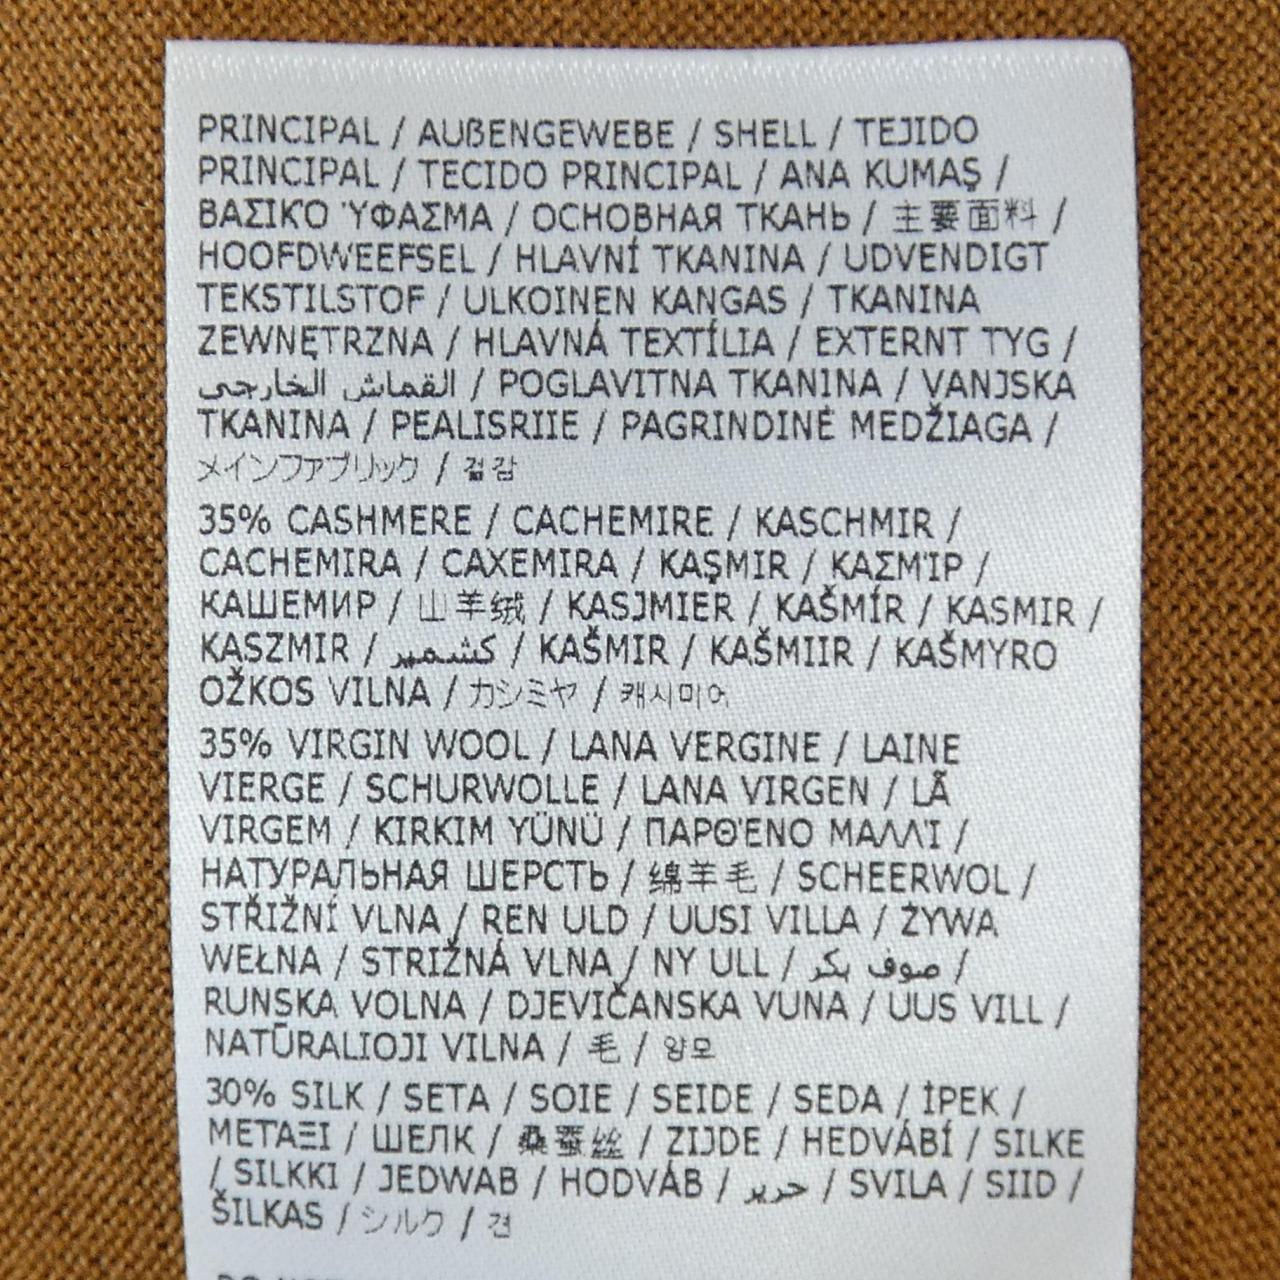 PRINCIPAL / AUßENGEWEBE / SHELL / TEJIDO
PRINCIPAL / TECIDO PRINCIPAL / ANA KUMAŞ /
ΒΑΣΙΚΌ ΎΦΑΣΜΑ / ОСНОВНАЯ ТКАНЬ / 主要面料 /
HOOFDWEEFSEL / HLAVNÍ TKANINA / UDVENDIGT
TEKSTILSTOF / ULKOINEN KANGAS / TKANINA
ZEWNĘTRZNA / HLAVNÁ TEXTÍLIA / EXTERNT TYG /
القماش الخارجي / POGLAVITNA TKANINA / VANJSKA
TKANINA / PEALISRIIE / PAGRINDINĖ MEDŽIAGA /
メインファブリック / 겉감
35% CASHMERE / CACHEMIRE / KASCHMIR /
CACHEMIRA / CAXEMIRA / KAŞMIR / ΚΑΣΜΊΡ /
КАШЕМИР / 山羊绒 / KASJMIER / KAŠMÍR / KASMIR /
KASZMIR / كشمير / KAŠMIR / KAŠMIIR / KAŠMYRO
OŽKOS VILNA / カシミヤ / 캐시미어
35% VIRGIN WOOL / LANA VERGINE / LAINE
VIERGE / SCHURWOLLE / LANA VIRGEN / LÃ
VIRGEM / KIRKIM YÜNÜ / ΠΑΡΘΈΝΟ ΜΑΛΛΊ /
НАТУРАЛЬНАЯ ШЕРСТЬ / 绵羊毛 / SCHEERWOL /
STŘIŽNÍ VLNA / REN ULD / UUSI VILLA / ŻYWA
WEŁNA / STRIŽNÁ VLNA / NY ULL / صوف بكر /
RUNSKA VOLNA / DJEVIČANSKA VUNA / UUS VILL /
NATŪRALIOJI VILNA / 毛 / 양모
30% SILK / SETA / SOIE / SEIDE / SEDA / İPEK /
ΜΕΤΑΞΙ / ШЕЛК / 桑蚕丝 / ZIJDE / HEDVÁBÍ / SILKE
/ SILKKI / JEDWAB / HODVÁB / حرير / SVILA / SIID /
ŠILKAS / シルク / 견